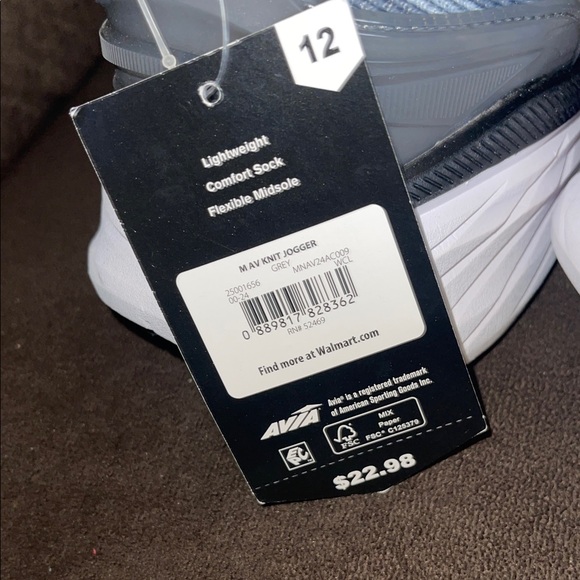 12
Lightweight
Comfort Sock
Flexible Midsole
M AV KNIT JOGGER
25001656 GREY MNAV24AC009
00-24 WCL
0 889817 828362
RN# 52469
Find more at Walmart.com
Avia® is a registered trademark
of American Sporting Goods Inc.
AVIA
FSC
MIX
Paper
FSC® C125379
$22.98